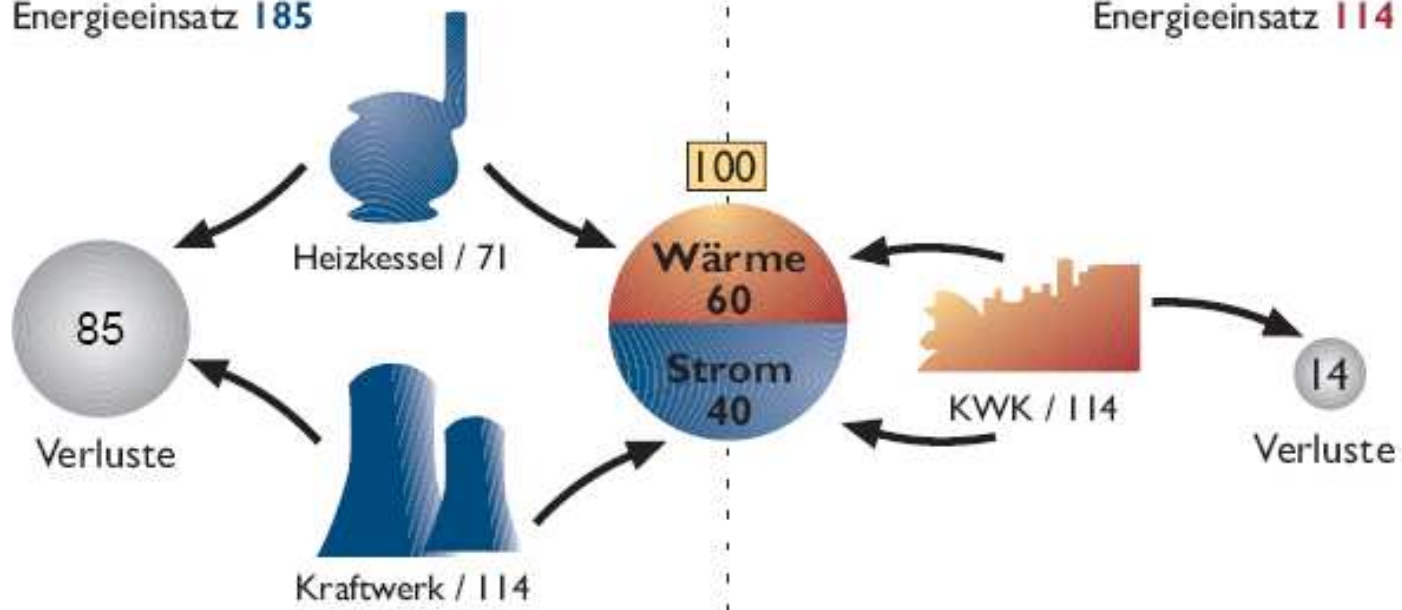 Energieeinsatz 185
Energieeinsatz 114
100
Heizkessel / 71
Wärme
60
85
Strom
40
14
KWK / 114
Verluste
Verluste
Kraftwerk / 114